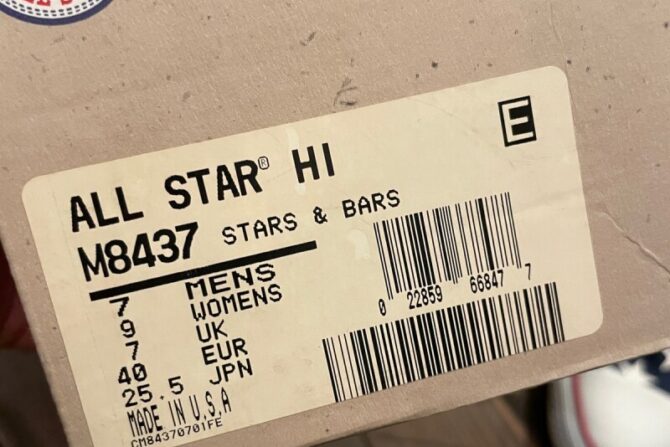 E
ALL STAR® HI
M8437 STARS & BARS
7 MENS
9 WOMENS
7 UK
40 EUR
25.5 JPN
MADE IN U.S.A
CM84370701FE
0 22859 66847 7